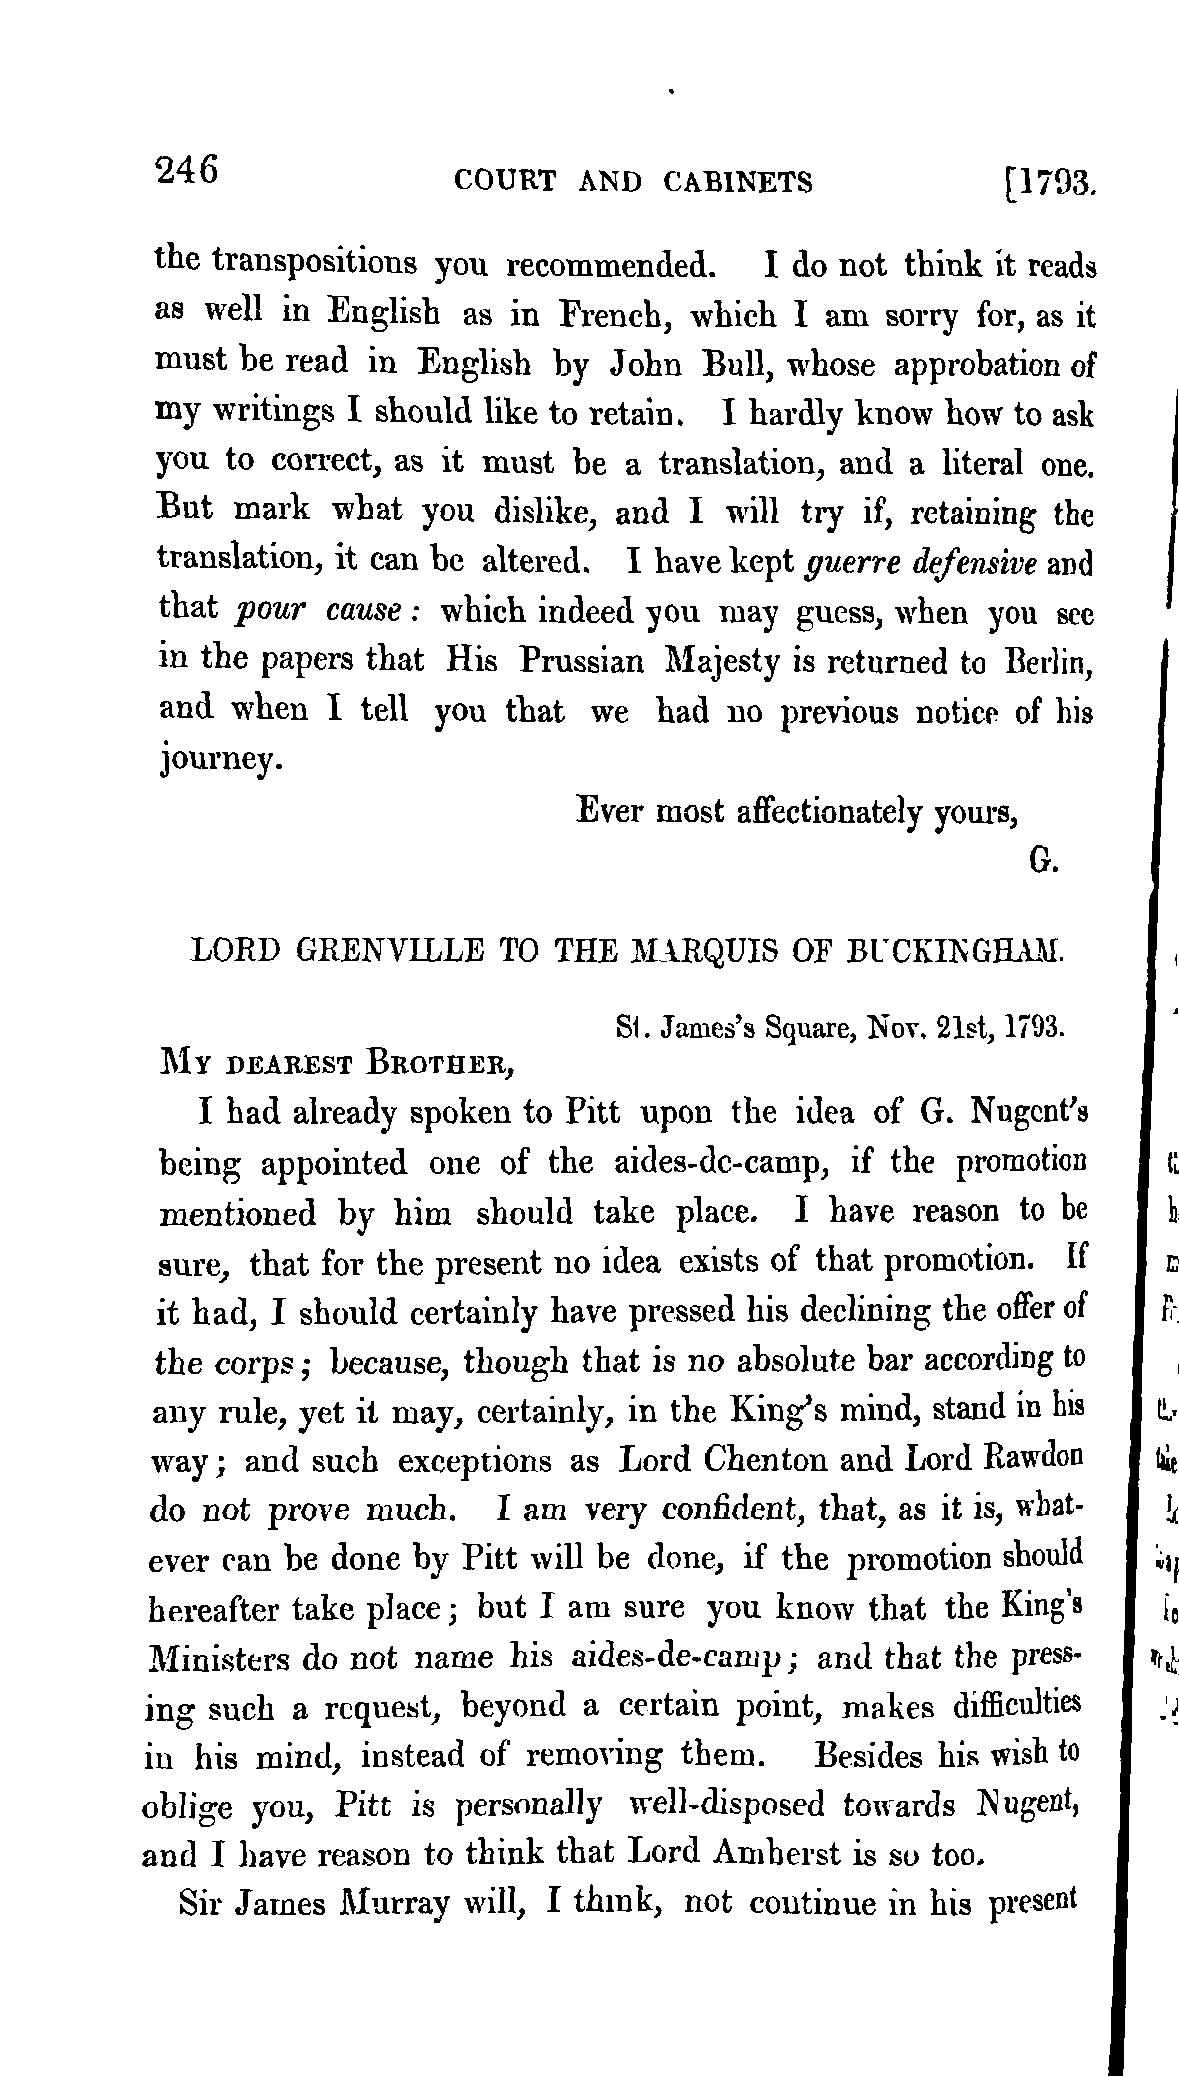 246 COURT AND CABINETS [1793.
the transpositions you recommended. I do not think it reads
as well in English as in French, which I am sorry for, as it
must be read in English by John Bull, whose approbation of
my writings I should like to retain. I hardly know how to ask
you to correct, as it must be a translation, and a literal one.
But mark what you dislike, and I will try if, retaining the
translation, it can be altered. I have kept guerre defensive and
that pour cause: which indeed you may guess, when you see
in the papers that His Prussian Majesty is returned to Berlin,
and when I tell you that we had no previous notice of his
journey.
Ever most affectionately yours,
G.
LORD GRENVILLE TO THE MARQUIS OF BUCKINGHAM.
St. James's Square, Nov. 21st, 1793.
MY DEAREST BROTHER,
I had already spoken to Pitt upon the idea of G. Nugent's
being appointed one of the aides-de-camp, if the promotion
mentioned by him should take place. I have reason to be
sure, that for the present no idea exists of that promotion. If
it had, I should certainly have pressed his declining the offer of
the corps; because, though that is no absolute bar according to
any rule, yet it may, certainly, in the King's mind, stand in his
way; and such exceptions as Lord Chenton and Lord Rawdon
do not prove much. I am very confident, that, as it is, what-
ever can be done by Pitt will be done, if the promotion should
hereafter take place; but I am sure you know that the King's
Ministers do not name his aides-de-camp; and that the press-
ing such a request, beyond a certain point, makes difficulties
in his mind, instead of removing them. Besides his wish to
oblige you, Pitt is personally well-disposed towards Nugent,
and I have reason to think that Lord Amherst is so too.
Sir James Murray will, I think, not continue in his present